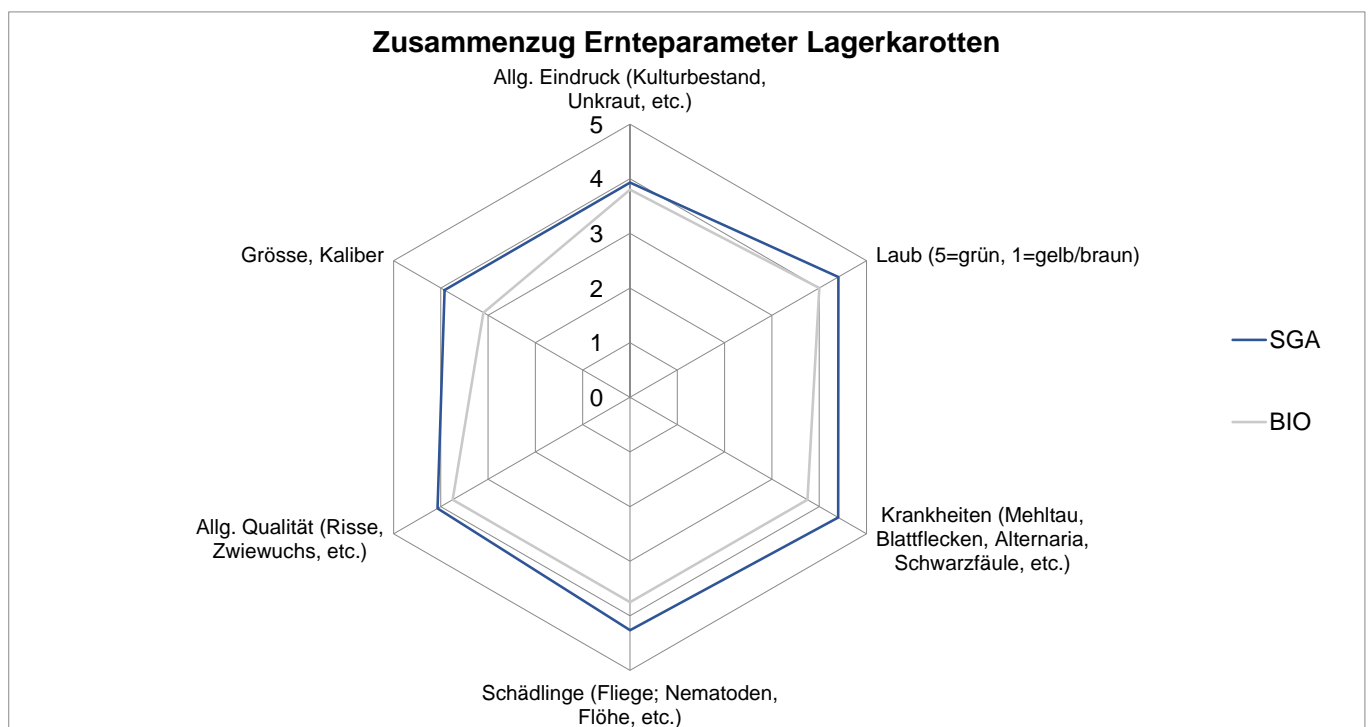 Zusammenzug Ernteparameter Lagerkarotten
Allg. Eindruck (Kulturbestand,
Unkraut, etc.)
5
4
3
2
1
0
Grösse, Kaliber
Laub (5=grün, 1=gelb/braun)
SGA
BIO
Allg. Qualität (Risse,
Zwiewuchs, etc.)
Krankheiten (Mehltau,
Blattflecken, Alternaria,
Schwarzfäule, etc.)
Schädlinge (Fliege; Nematoden,
Flöhe, etc.)